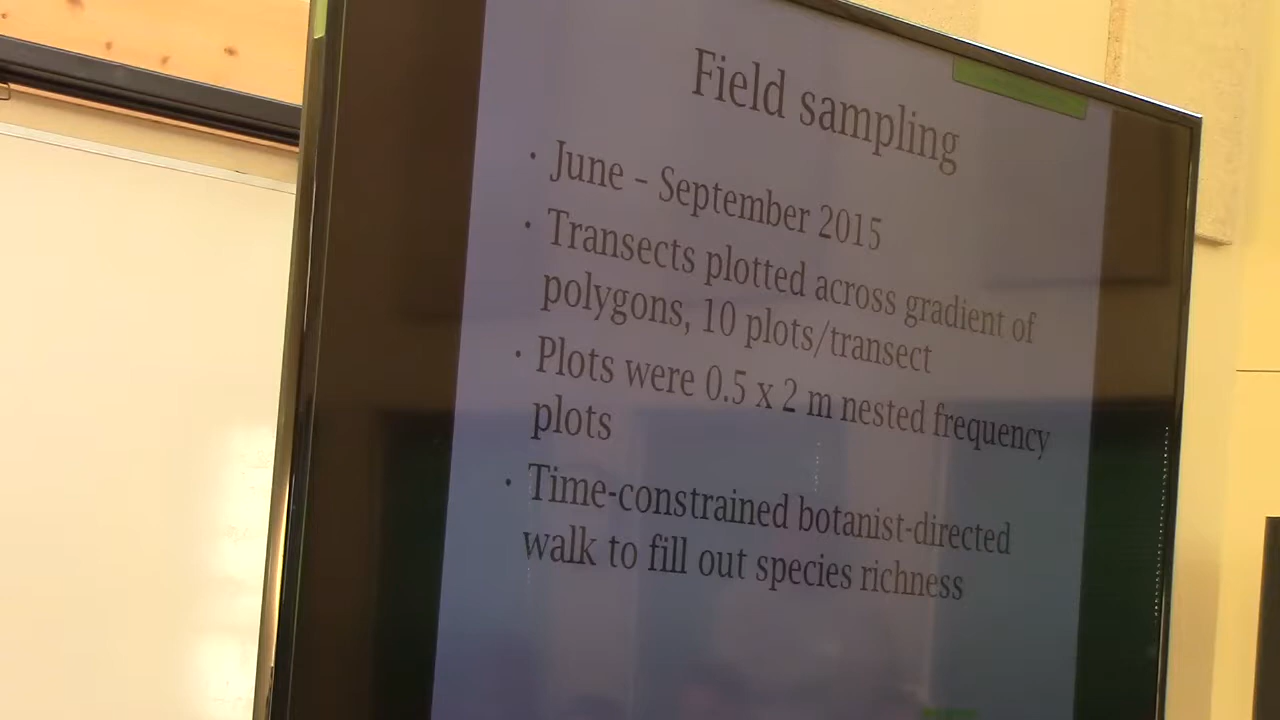 Field sampling
· June – September 2015
· Transects plotted across gradient of
polygons, 10 plots/transect
· Plots were 0.5 x 2 m nested frequency
plots
· Time-constrained botanist-directed
walk to fill out species richness